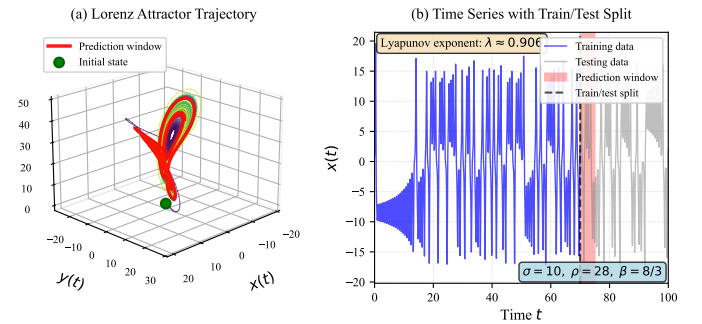 (a) Lorenz Attractor Trajectory
Prediction window
Initial state
50
40
30
20
10
0
−20
−10
0
10
20
30
y(t)
20
10
0
−10
−20
x(t)
(b) Time Series with Train/Test Split
Lyapunov exponent: λ ≈ 0.906
Training data
Testing data
Prediction window
Train/test split
20
15
10
5
0
−5
−10
−15
−20
x(t)
σ = 10, ρ = 28, β = 8/3
0
20
40
60
80
100
Time t